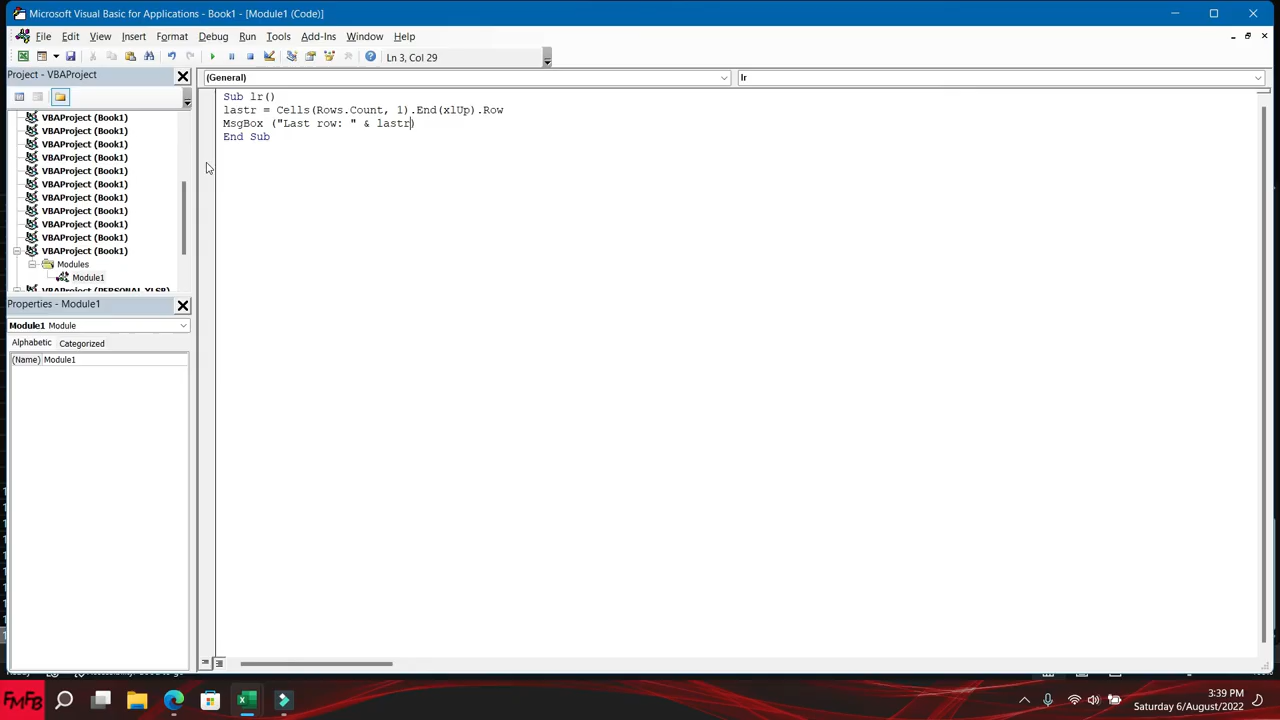 Microsoft Visual Basic for Applications - Book1 - [Module1 (Code)]
File Edit View Insert Format Debug Run Tools Add-Ins Window Help
Ln 3, Col 29
Project - VBAProject
(General)
lr
VBAProject (Book1)
VBAProject (Book1)
VBAProject (Book1)
VBAProject (Book1)
VBAProject (Book1)
VBAProject (Book1)
VBAProject (Book1)
VBAProject (Book1)
VBAProject (Book1)
VBAProject (Book1)
VBAProject (Book1)
Modules
Module1
VBAProject (PERSONAL.XLSB)
Sub lr()
lastr = Cells(Rows.Count, 1).End(xlUp).Row
MsgBox ("Last row: " & lastr)
End Sub
Properties - Module1
Module1 Module
Alphabetic Categorized
(Name) Module1
FMFB
3:39 PM
Saturday 6/August/2022